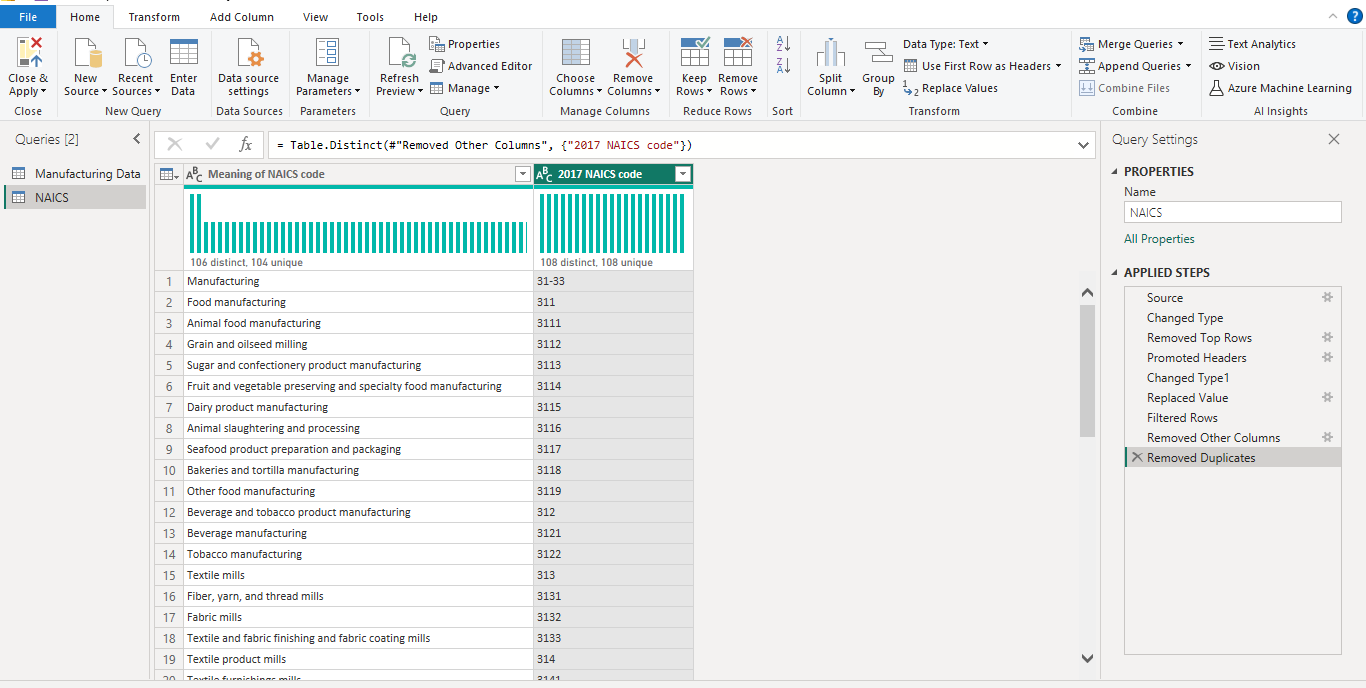 File Home Transform Add Column View Tools Help
Close & Apply
New Source
Recent Sources
Enter Data
Data source settings
Manage Parameters
Refresh Preview
Properties
Advanced Editor
Manage
Choose Columns
Remove Columns
Keep Rows
Remove Rows
Split Column
Group By
Data Type: Text
Use First Row as Headers
Replace Values
Merge Queries
Append Queries
Combine Files
Text Analytics
Vision
Azure Machine Learning
Close New Query Data Sources Parameters Query Manage Columns Reduce Rows Sort Transform Combine AI Insights
Queries [2]
Manufacturing Data
NAICS
fx = Table.Distinct(#"Removed Other Columns", {"2017 NAICS code"})
ABC Meaning of NAICS code ABC 2017 NAICS code
106 distinct, 104 unique 108 distinct, 108 unique
1 Manufacturing 31-33
2 Food manufacturing 311
3 Animal food manufacturing 3111
4 Grain and oilseed milling 3112
5 Sugar and confectionery product manufacturing 3113
6 Fruit and vegetable preserving and specialty food manufacturing 3114
7 Dairy product manufacturing 3115
8 Animal slaughtering and processing 3116
9 Seafood product preparation and packaging 3117
10 Bakeries and tortilla manufacturing 3118
11 Other food manufacturing 3119
12 Beverage and tobacco product manufacturing 312
13 Beverage manufacturing 3121
14 Tobacco manufacturing 3122
15 Textile mills 313
16 Fiber, yarn, and thread mills 3131
17 Fabric mills 3132
18 Textile and fabric finishing and fabric coating mills 3133
19 Textile product mills 314
20 Textile furnishings mills 3141
Query Settings
PROPERTIES
Name
NAICS
All Properties
APPLIED STEPS
Source
Changed Type
Removed Top Rows
Promoted Headers
Changed Type1
Replaced Value
Filtered Rows
Removed Other Columns
Removed Duplicates